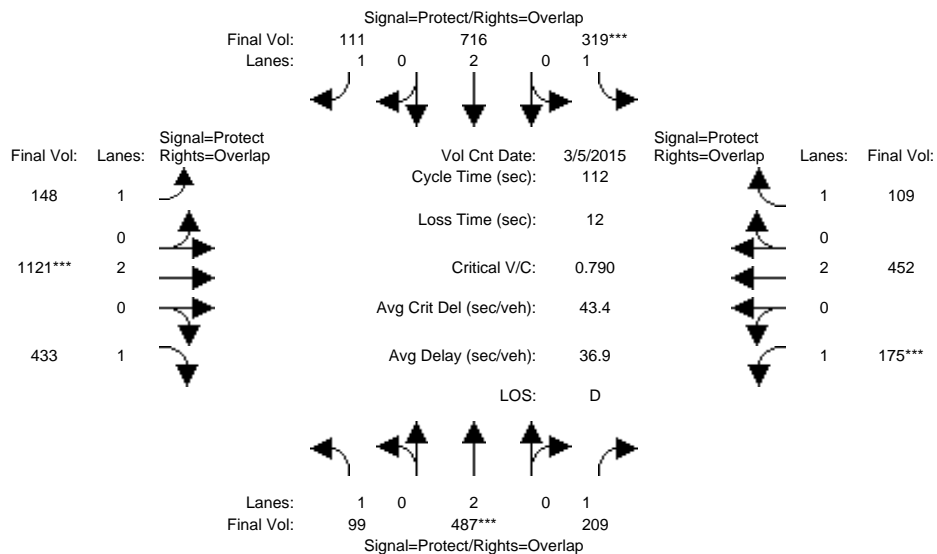 Signal=Protect/Rights=Overlap
Final Vol: 111 716 319***
Lanes: 1 0 2 0 1
Signal=Protect Signal=Protect
Final Vol: Lanes: Rights=Overlap Vol Cnt Date: 3/5/2015 Rights=Overlap Lanes: Final Vol:
Cycle Time (sec): 112
148 1 1 109
Loss Time (sec): 12
0 0
1121*** 2 Critical V/C: 0.790 2 452
0 Avg Crit Del (sec/veh): 43.4 0
433 1 Avg Delay (sec/veh): 36.9 1 175***
LOS: D
Lanes: 1 0 2 0 1
Final Vol: 99 487*** 209
Signal=Protect/Rights=Overlap